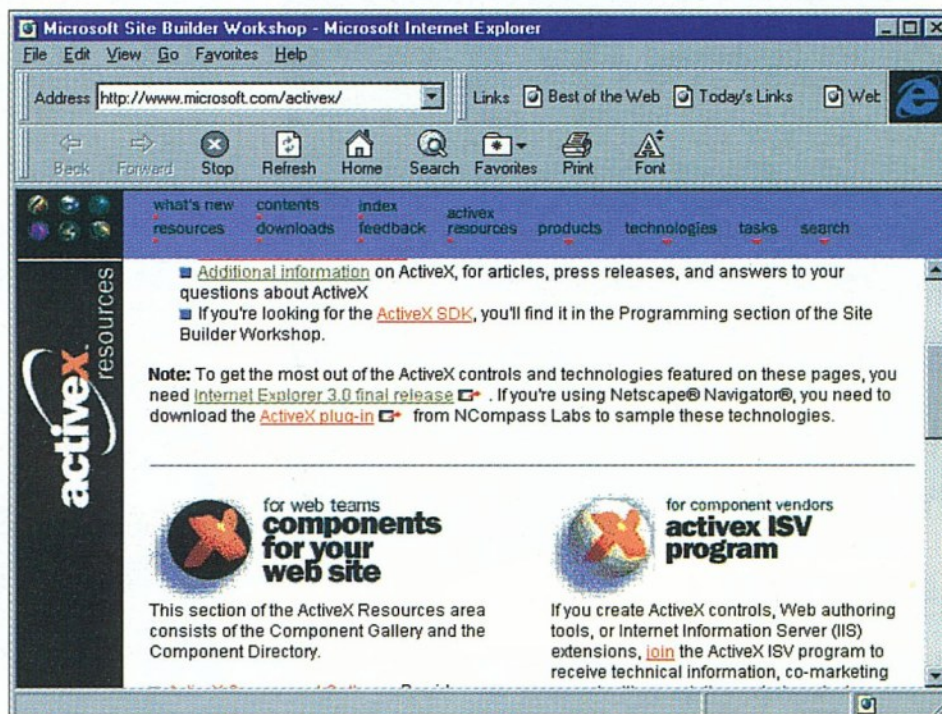 Microsoft Site Builder Workshop - Microsoft Internet Explorer
File Edit View Go Favorites Help
Address http://www.microsoft.com/activex/ Links Best of the Web Today's Links Web
Back Forward Stop Refresh Home Search Favorites Print Font
what's new contents index activex
resources downloads feedback resources products technologies tasks search
activex resources
Additional information on ActiveX, for articles, press releases, and answers to your
questions about ActiveX
If you're looking for the ActiveX SDK, you'll find it in the Programming section of the Site
Builder Workshop.
Note: To get the most out of the ActiveX controls and technologies featured on these pages, you
need Internet Explorer 3.0 final release . If you're using Netscape® Navigator®, you need to
download the ActiveX plug-in from NCompass Labs to sample these technologies.
for web teams
components
for your
web site
This section of the ActiveX Resources area
consists of the Component Gallery and the
Component Directory.
for component vendors
activex ISV
program
If you create ActiveX controls, Web authoring
tools, or Internet Information Server (IIS)
extensions, join the ActiveX ISV program to
receive technical information, co-marketing